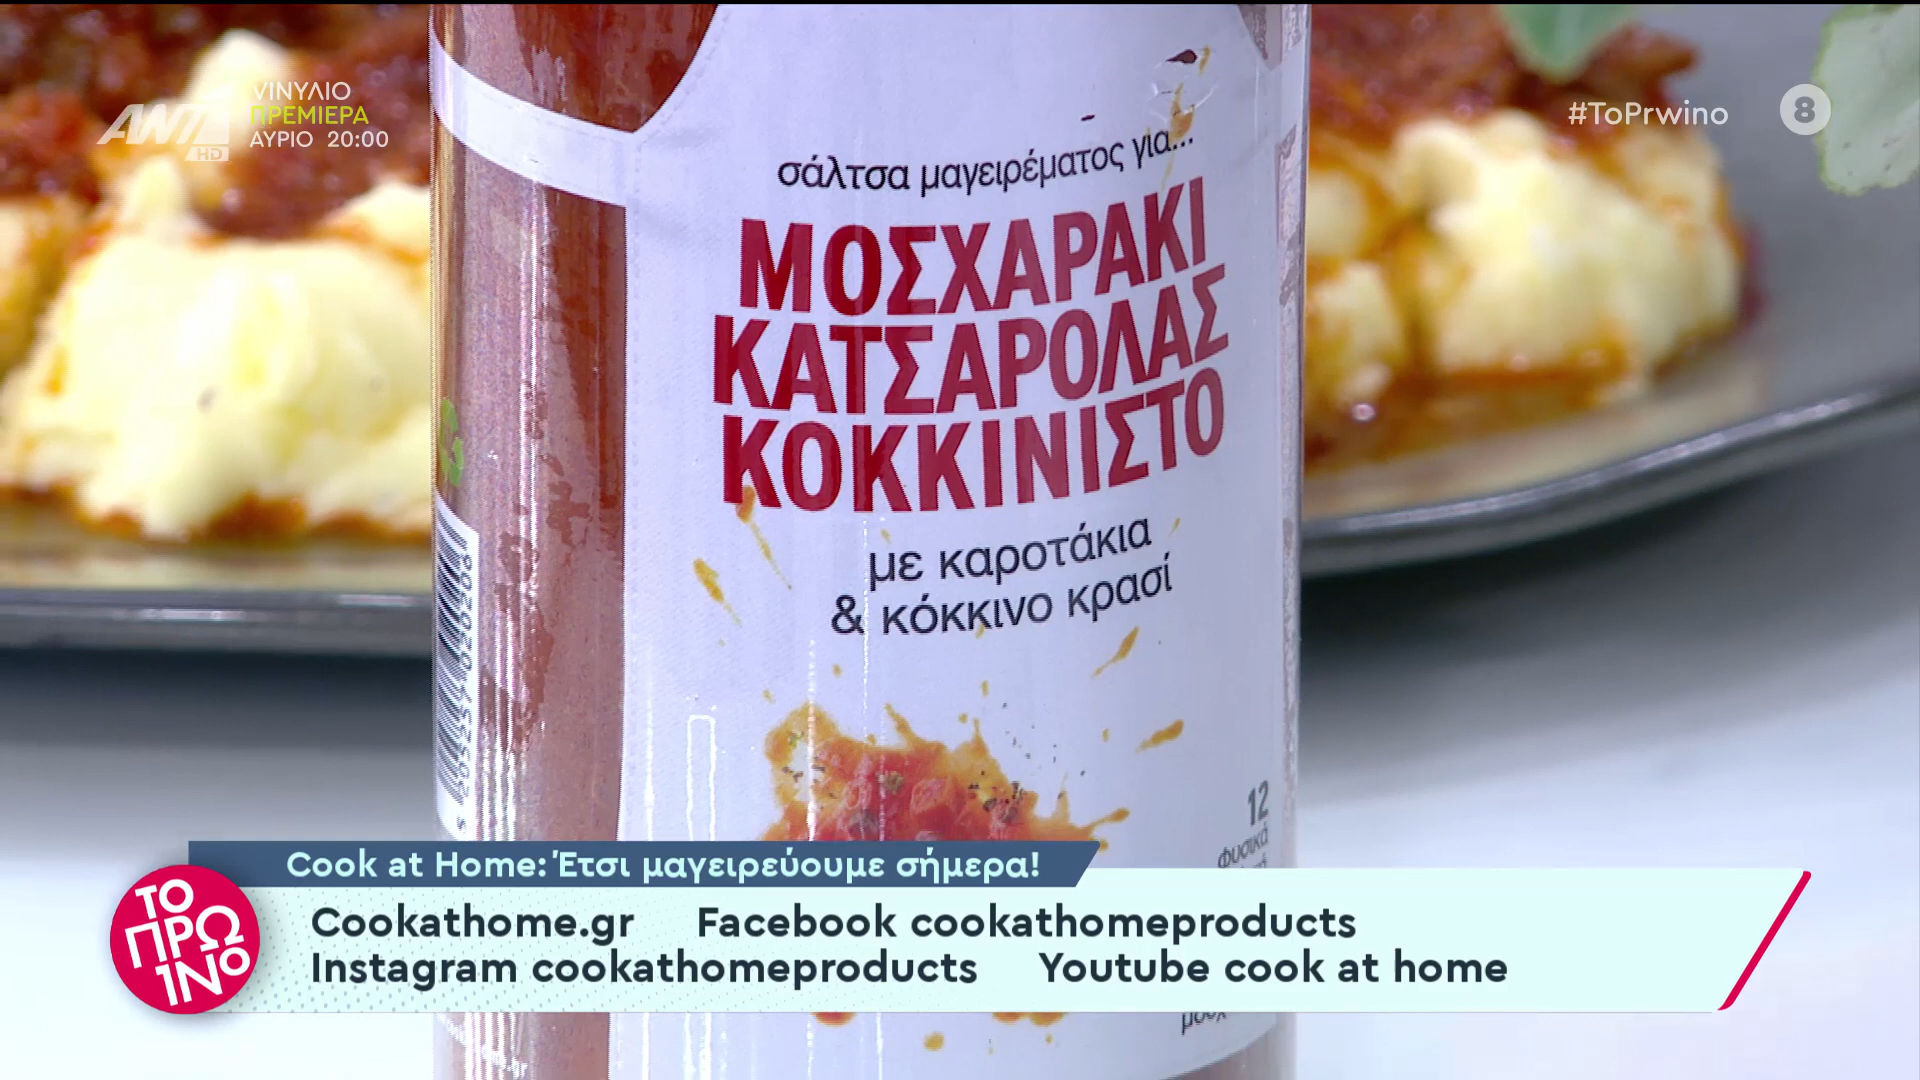 ANT1
HD
VINYΛIO
ΠΡΕΜΙΕΡΑ
ΑΥΡΙΟ 20:00
#ToPrwino
8
σάλτσα μαγειρέματος για...
ΜΟΣΧΑΡΑΚΙ
ΚΑΤΣΑΡΟΛΑΣ
ΚΟΚΚΙΝΙΣΤΟ
με καροτάκια
& κόκκινο κρασί
12
φυσικά
Cook at Home: Έτσι μαγειρεύουμε σήμερα!
ΤΟ
ΠΡΩ
ΙΝΟ
Cookathome.gr Facebook cookathomeproducts
Instagram cookathomeproducts Youtube cook at home